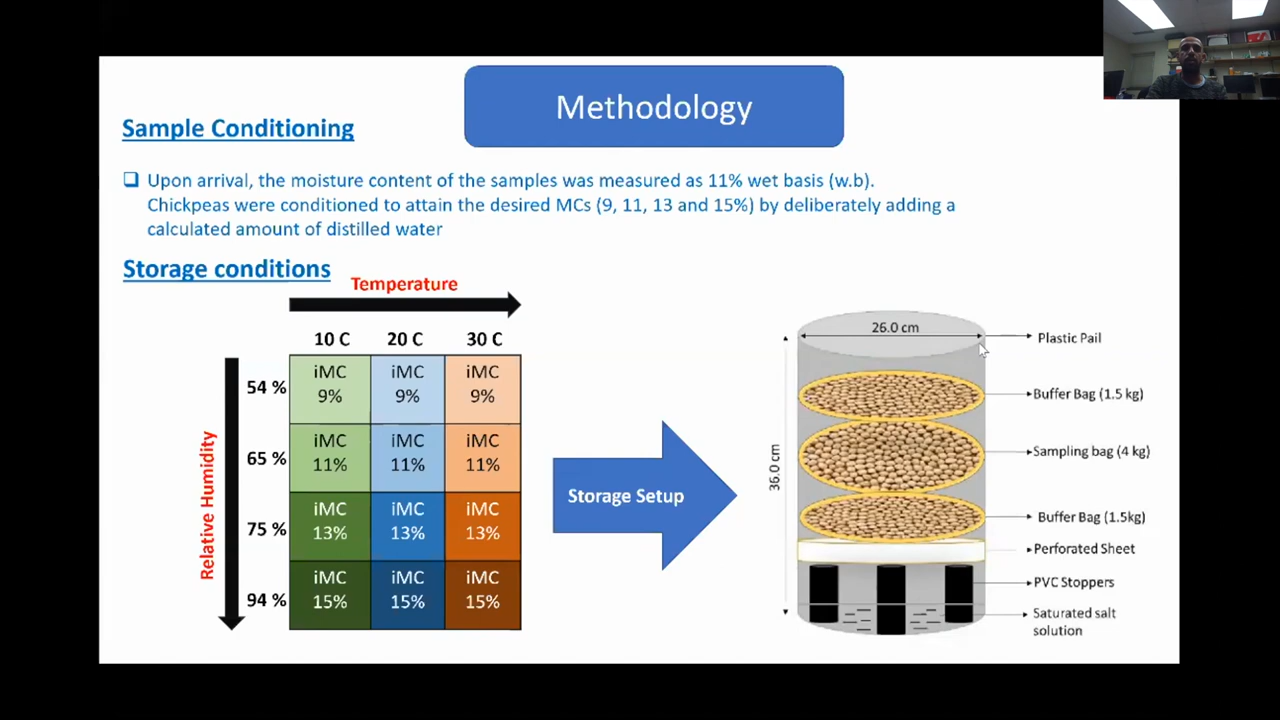 Methodology
Sample Conditioning
Upon arrival, the moisture content of the samples was measured as 11% wet basis (w.b).
Chickpeas were conditioned to attain the desired MCs (9, 11, 13 and 15%) by deliberately adding a
calculated amount of distilled water
Storage conditions
Temperature
10 C 20 C 30 C
Relative Humidity
54 %
iMC 9% iMC 9% iMC 9%
65 %
iMC 11% iMC 11% iMC 11%
75 %
iMC 13% iMC 13% iMC 13%
94 %
iMC 15% iMC 15% iMC 15%
Storage Setup
26.0 cm
36.0 cm
Plastic Pail
Buffer Bag (1.5 kg)
Sampling bag (4 kg)
Buffer Bag (1.5kg)
Perforated Sheet
PVC Stoppers
Saturated salt
solution